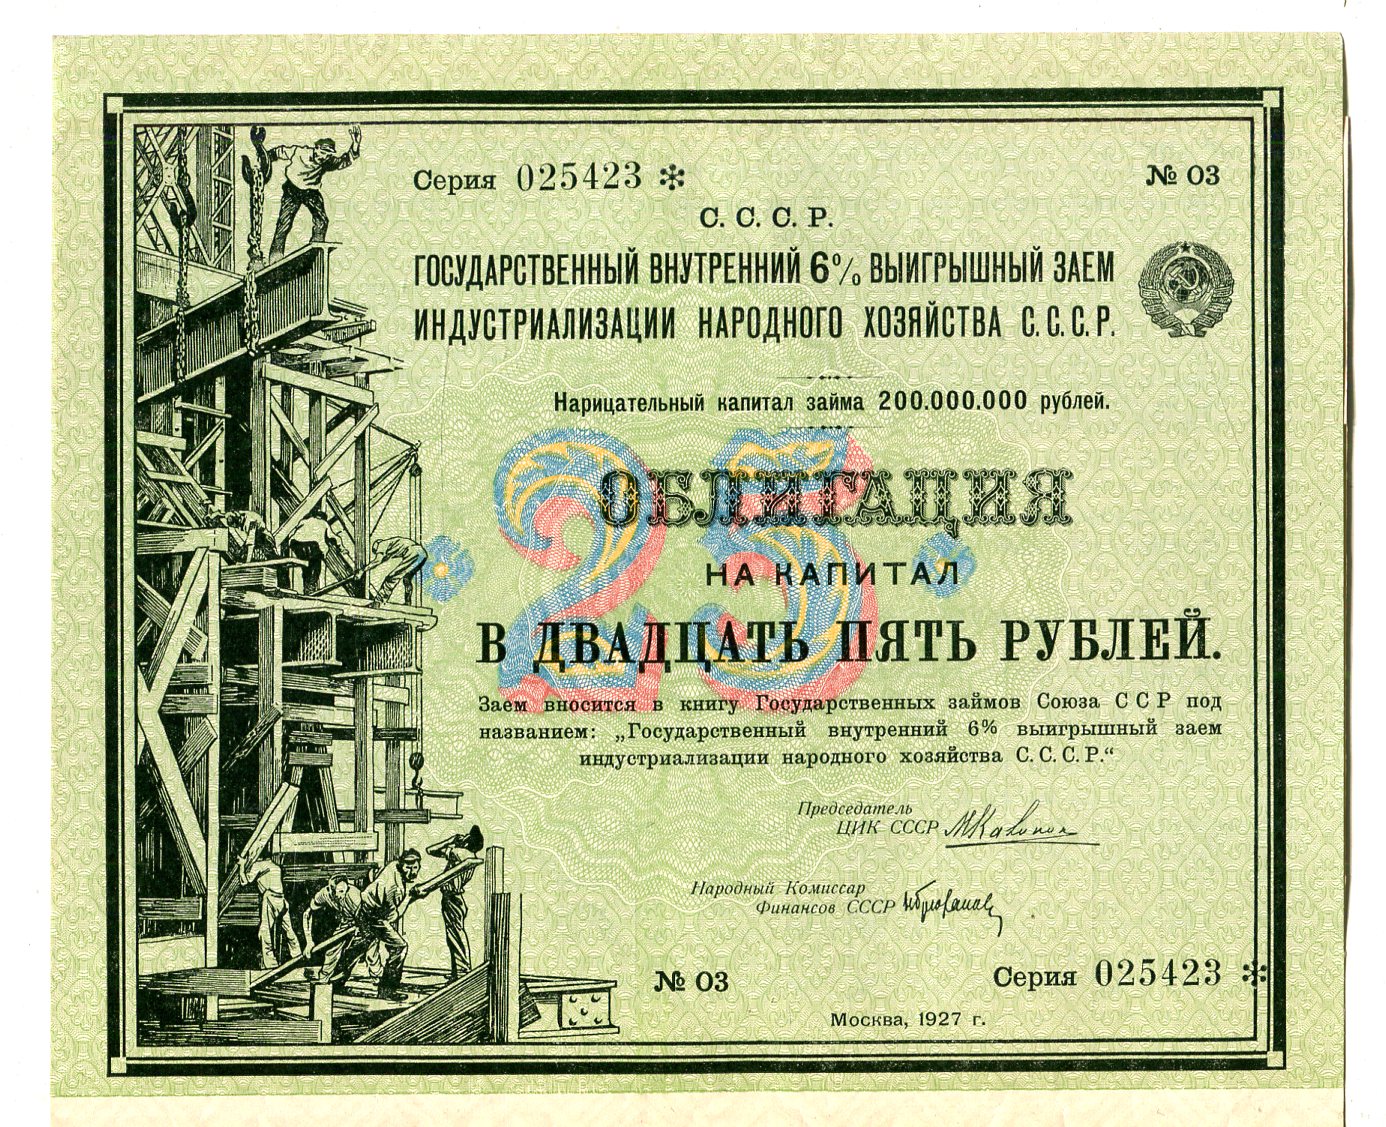 Серия 025423 * № 03
С. С. С. Р.
ГОСУДАРСТВЕННЫЙ ВНУТРЕННИЙ 6% ВЫИГРЫШНЫЙ ЗАЕМ
ИНДУСТРИАЛИЗАЦИИ НАРОДНОГО ХОЗЯЙСТВА С. С. С. Р.
Нарицательный капитал займа 200.000.000 рублей.
25
ОБЛИГАЦИЯ
НА КАПИТАЛ
В ДВАДЦАТЬ ПЯТЬ РУБЛЕЙ.
Заем вносится в книгу Государственных займов Союза С С Р под
названием: „Государственный внутренний 6% выигрышный заем
индустриализации народного хозяйства С. С. С. Р.“
Председатель
ЦИК СССР МКалинин
Народный Комиссар
Финансов СССР НБрюханов
№ 03 Серия 025423 *
Москва, 1927 г.